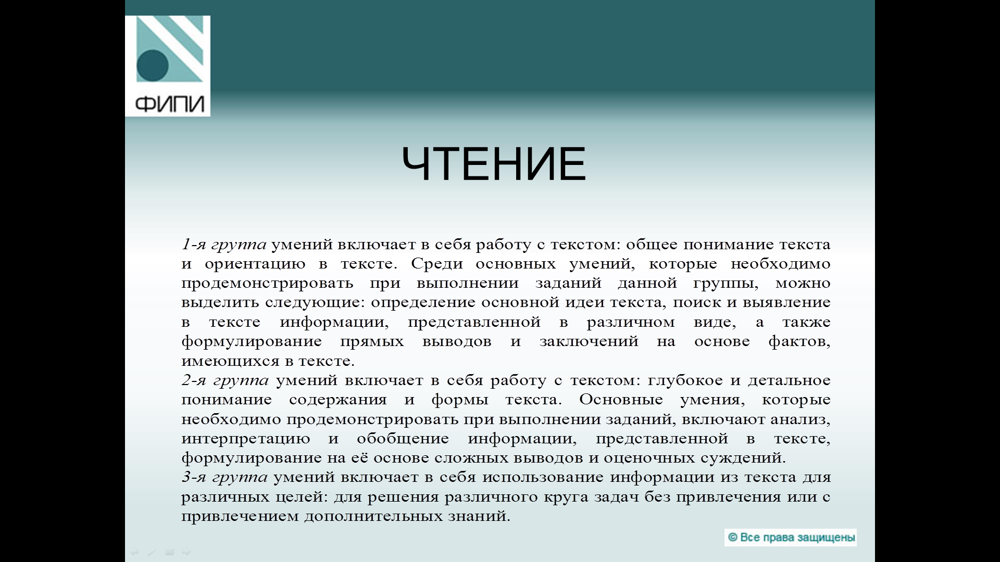 ФИПИ
ЧТЕНИЕ
1-я группа умений включает в себя работу с текстом: общее понимание текста
и ориентацию в тексте. Среди основных умений, которые необходимо
продемонстрировать при выполнении заданий данной группы, можно
выделить следующие: определение основной идеи текста, поиск и выявление
в тексте информации, представленной в различном виде, а также
формулирование прямых выводов и заключений на основе фактов,
имеющихся в тексте.
2-я группа умений включает в себя работу с текстом: глубокое и детальное
понимание содержания и формы текста. Основные умения, которые
необходимо продемонстрировать при выполнении заданий, включают анализ,
интерпретацию и обобщение информации, представленной в тексте,
формулирование на её основе сложных выводов и оценочных суждений.
3-я группа умений включает в себя использование информации из текста для
различных целей: для решения различного круга задач без привлечения или с
привлечением дополнительных знаний.
© Все права защищены